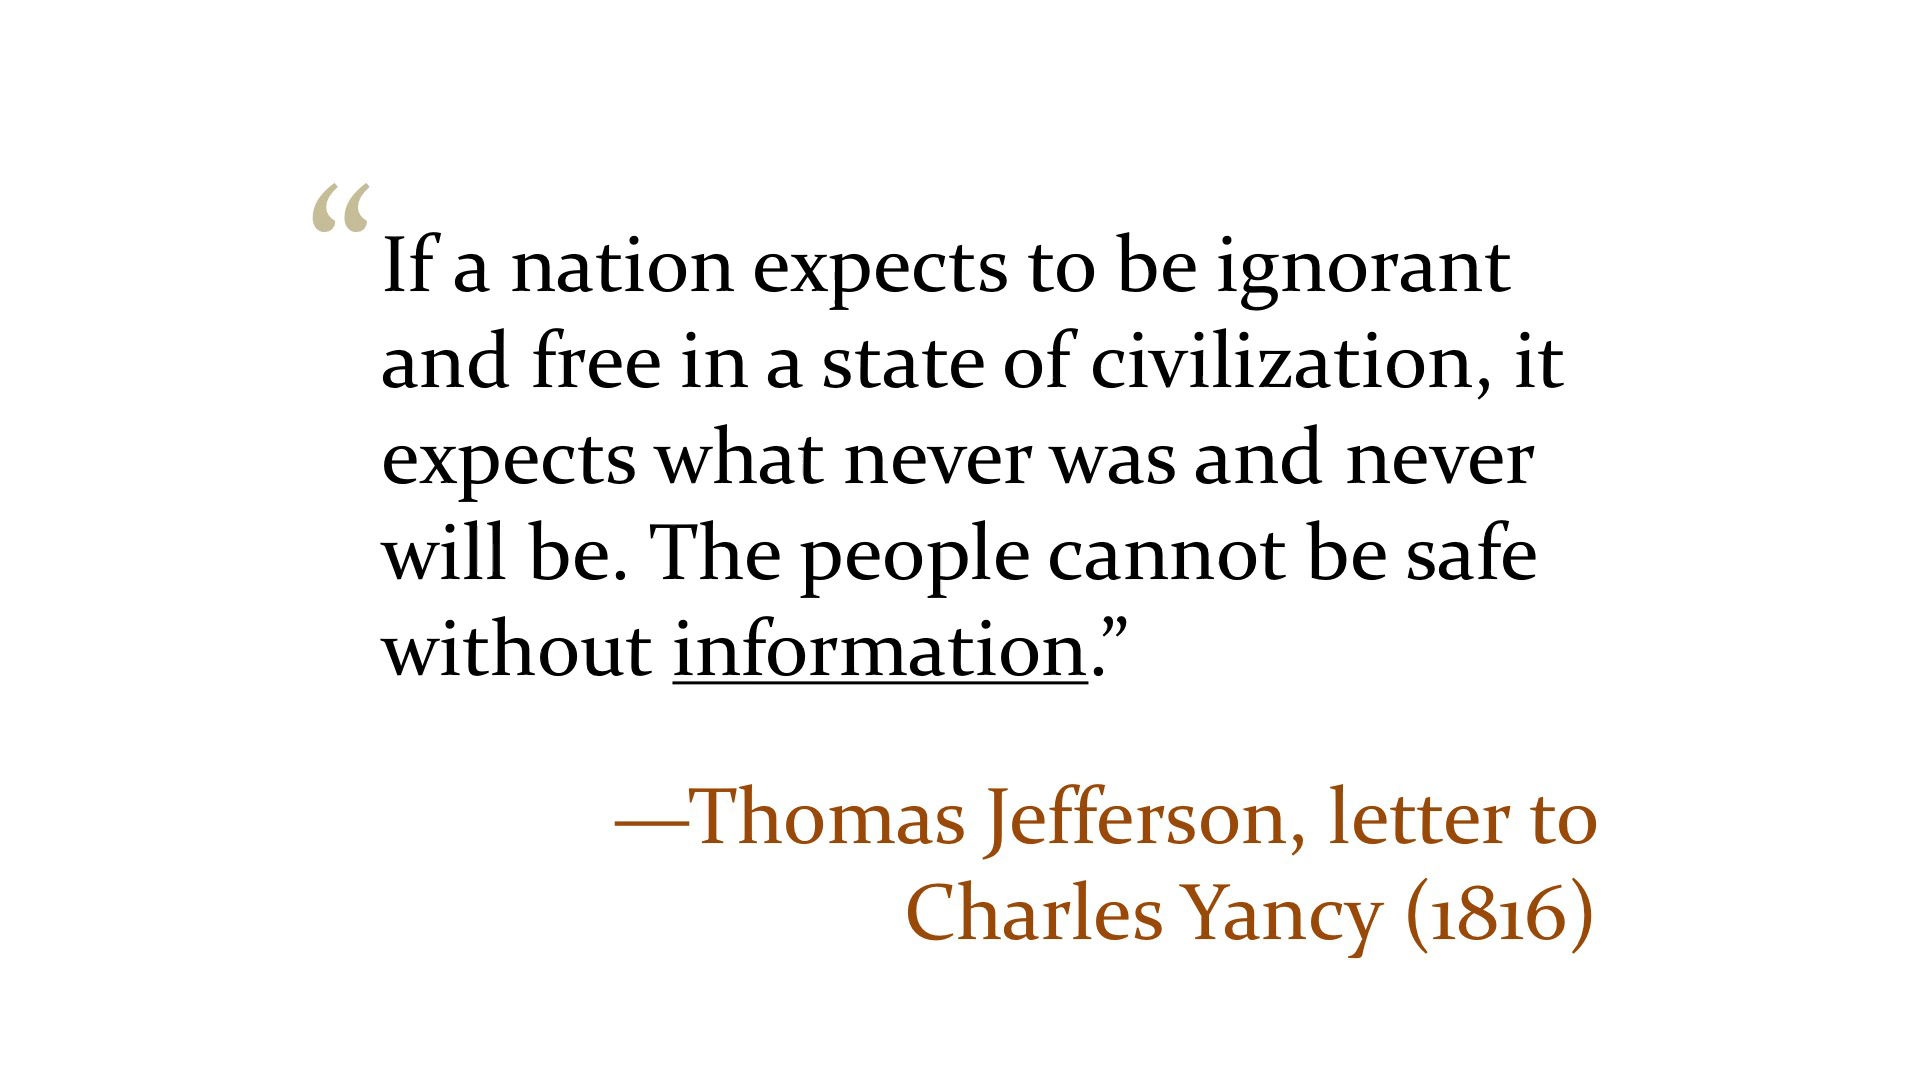 “If a nation expects to be ignorant
and free in a state of civilization, it
expects what never was and never
will be. The people cannot be safe
without information.”
—Thomas Jefferson, letter to
Charles Yancy (1816)